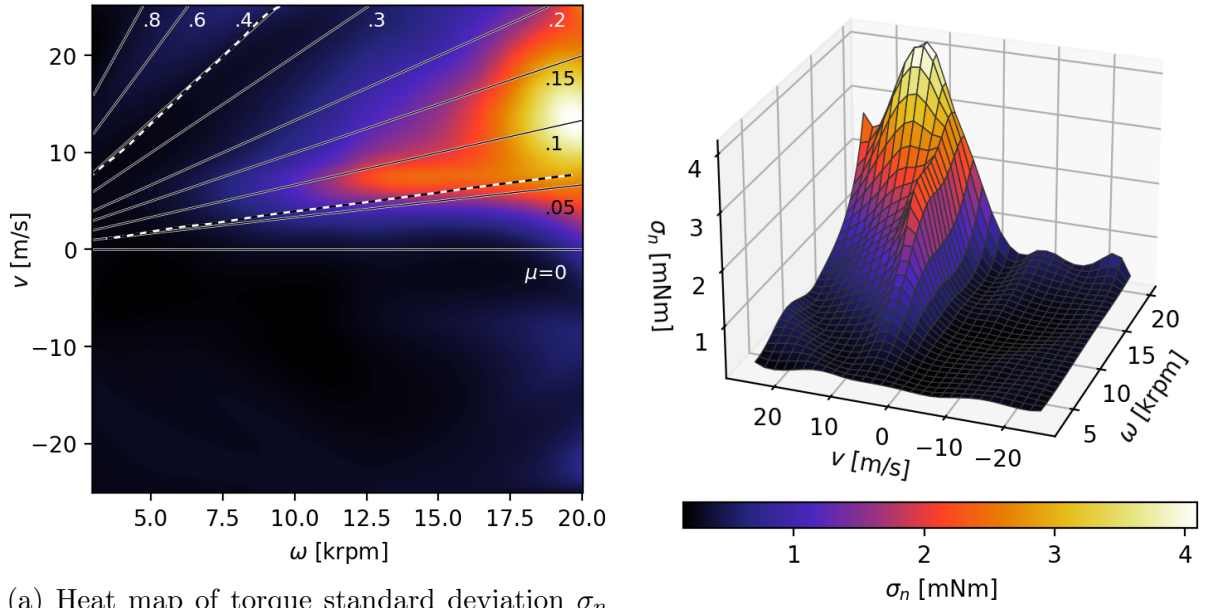 .8
.6
.4
.3
.2
.15
.1
.05
μ=0
20
10
0
−10
−20
v [m/s]
5.0 7.5 10.0 12.5 15.0 17.5 20.0
ω [krpm]
(a) Heat map of torque standard deviation σn
4
3
2
1
σn [mNm]
20 10 0 −10 −20
v [m/s]
20
15
10
5
ω [krpm]
1 2 3 4
σn [mNm]